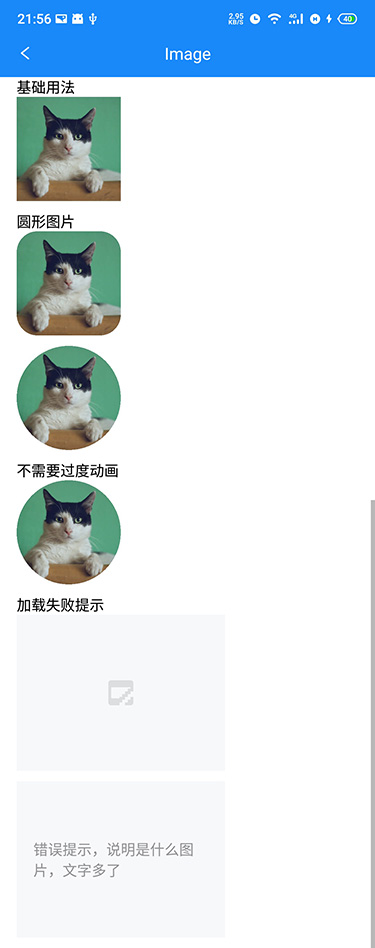 21:56
2.95
KB/S
4G
40
Image
基础用法
圆形图片
不需要过度动画
加载失败提示
错误提示，说明是什么图
片，文字多了